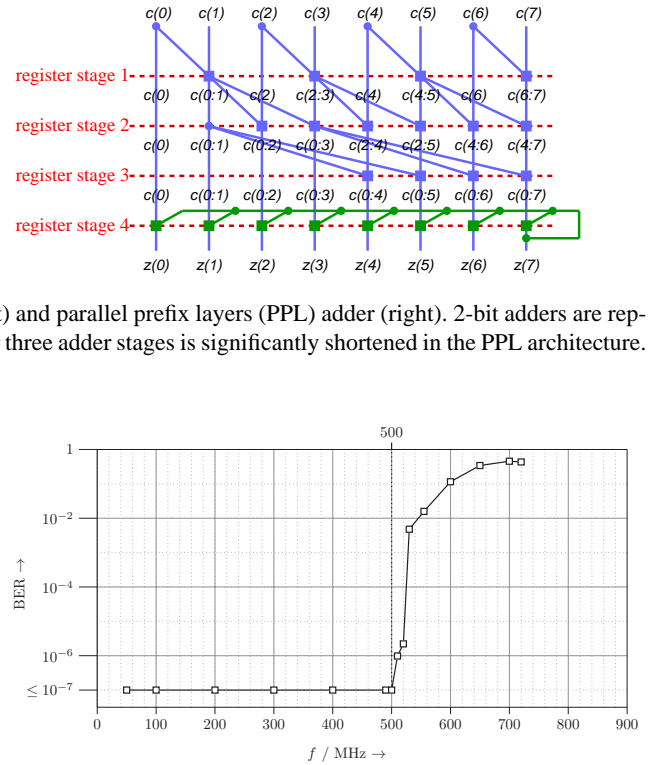 c(0) c(1) c(2) c(3) c(4) c(5) c(6) c(7)
register stage 1
c(0) c(0:1) c(2) c(2:3) c(4) c(4:5) c(6) c(6:7)
register stage 2
c(0) c(0:1) c(0:2) c(0:3) c(2:4) c(2:5) c(4:6) c(4:7)
register stage 3
c(0) c(0:1) c(0:2) c(0:3) c(0:4) c(0:5) c(0:6) c(0:7)
register stage 4
z(0) z(1) z(2) z(3) z(4) z(5) z(6) z(7)
t) and parallel prefix layers (PPL) adder (right). 2-bit adders are rep-
three adder stages is significantly shortened in the PPL architecture.
500
1
10⁻²
10⁻⁴
10⁻⁶
≤ 10⁻⁷
BER →
0 100 200 300 400 500 600 700 800 900
f / MHz →